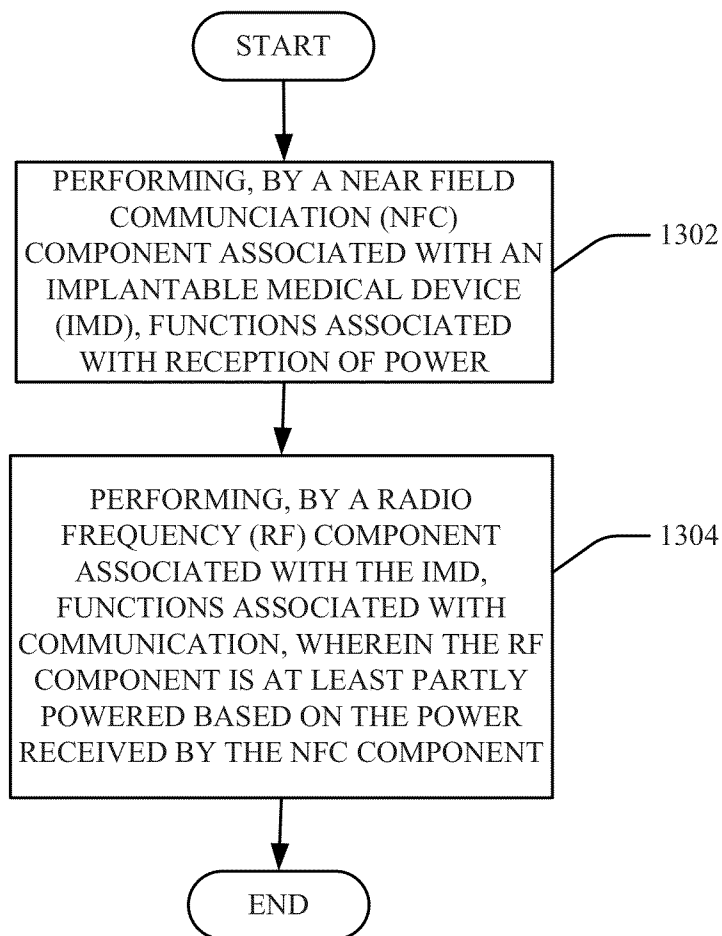 START
PERFORMING, BY A NEAR FIELD
COMMUNCIATION (NFC)
COMPONENT ASSOCIATED WITH AN
IMPLANTABLE MEDICAL DEVICE
(IMD), FUNCTIONS ASSOCIATED
WITH RECEPTION OF POWER
1302
PERFORMING, BY A RADIO
FREQUENCY (RF) COMPONENT
ASSOCIATED WITH THE IMD,
FUNCTIONS ASSOCIATED WITH
COMMUNICATION, WHEREIN THE RF
COMPONENT IS AT LEAST PARTLY
POWERED BASED ON THE POWER
RECEIVED BY THE NFC COMPONENT
1304
END